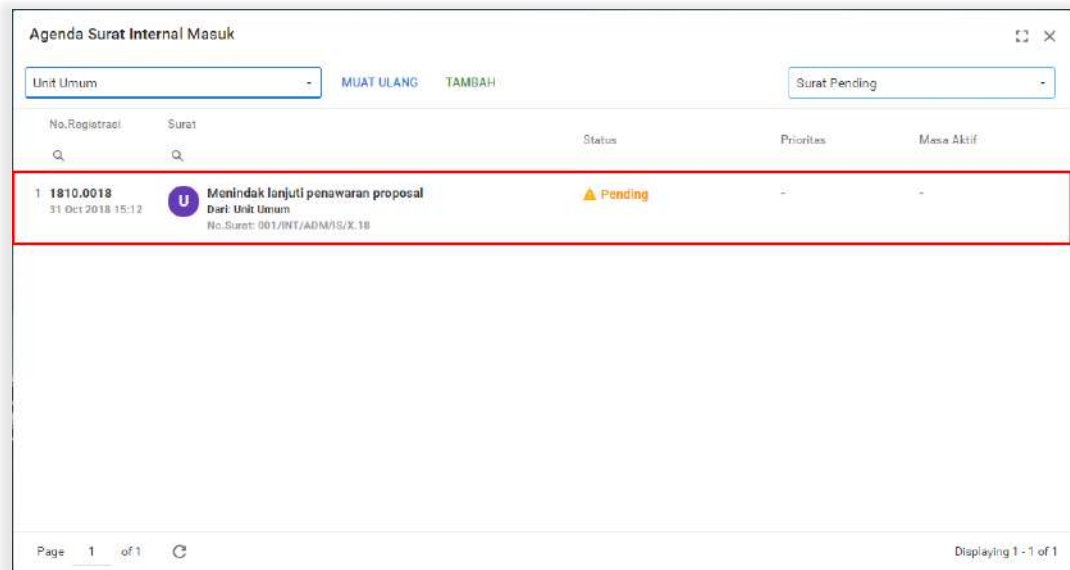 Agenda Surat Internal Masuk
Unit Umum MUAT ULANG TAMBAH Surat Pending
No.Registrasi Surat Status Prioritas Masa Aktif
1 1810.0018 U Menindak lanjuti penawaran proposal Pending - -
31 Oct 2018 15:12 Dari: Unit Umum
No.Surat: 001/INT/ADM/IS/X.18
Page 1 of 1 Displaying 1 - 1 of 1